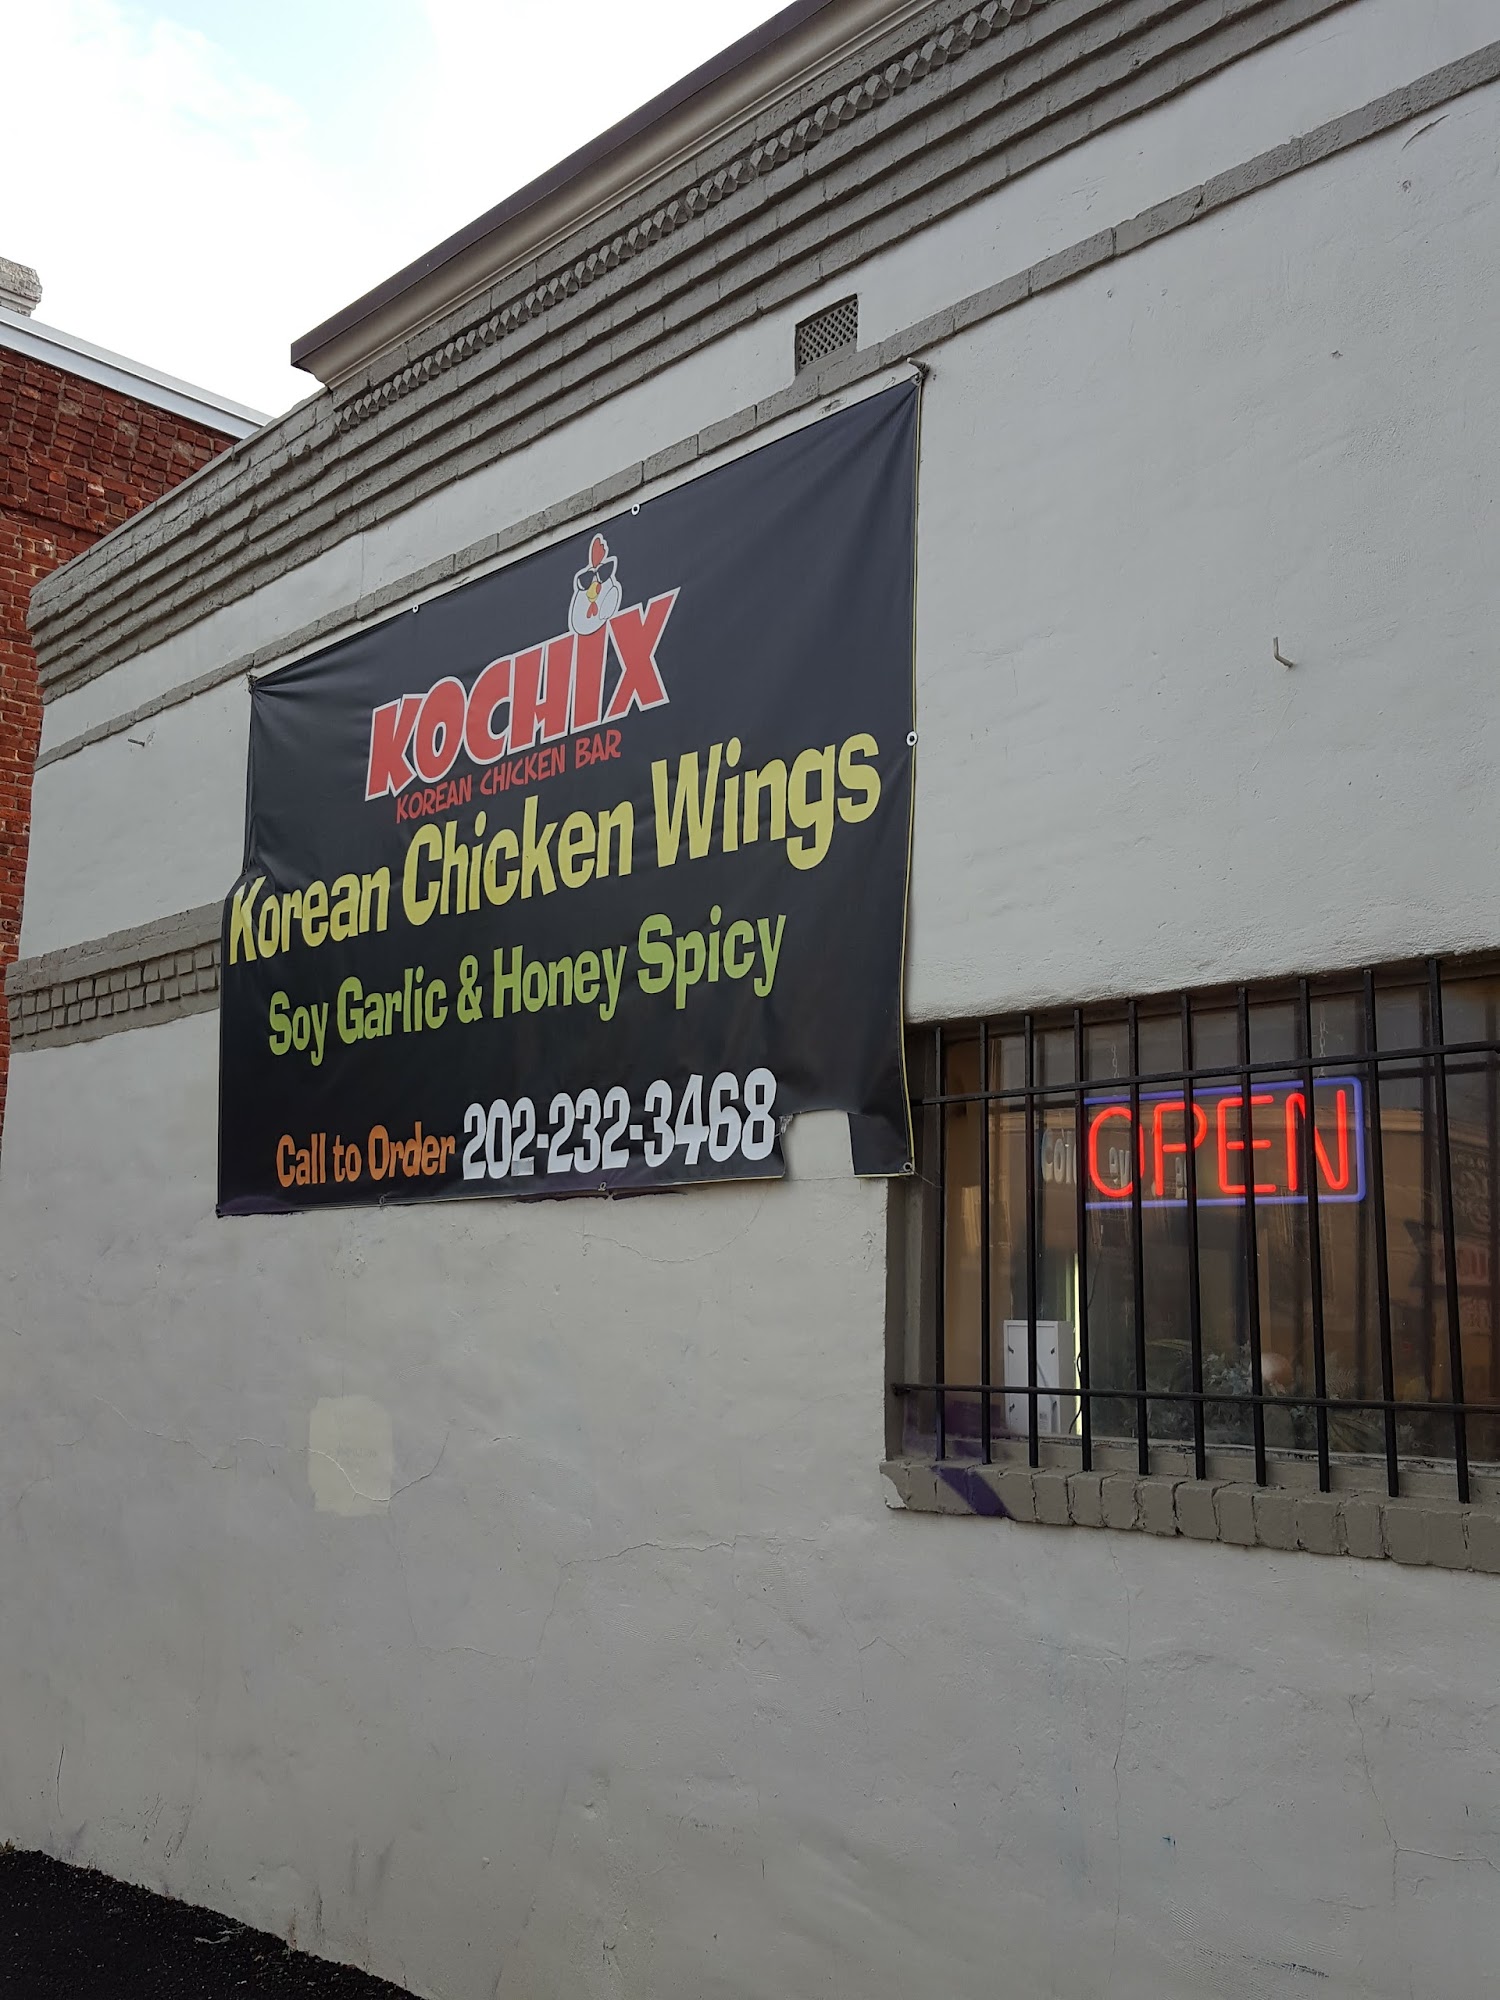 KOCHIX
KOREAN CHICKEN BAR
Korean Chicken Wings
Soy Garlic & Honey Spicy
Call to Order 202-232-3468
OPEN